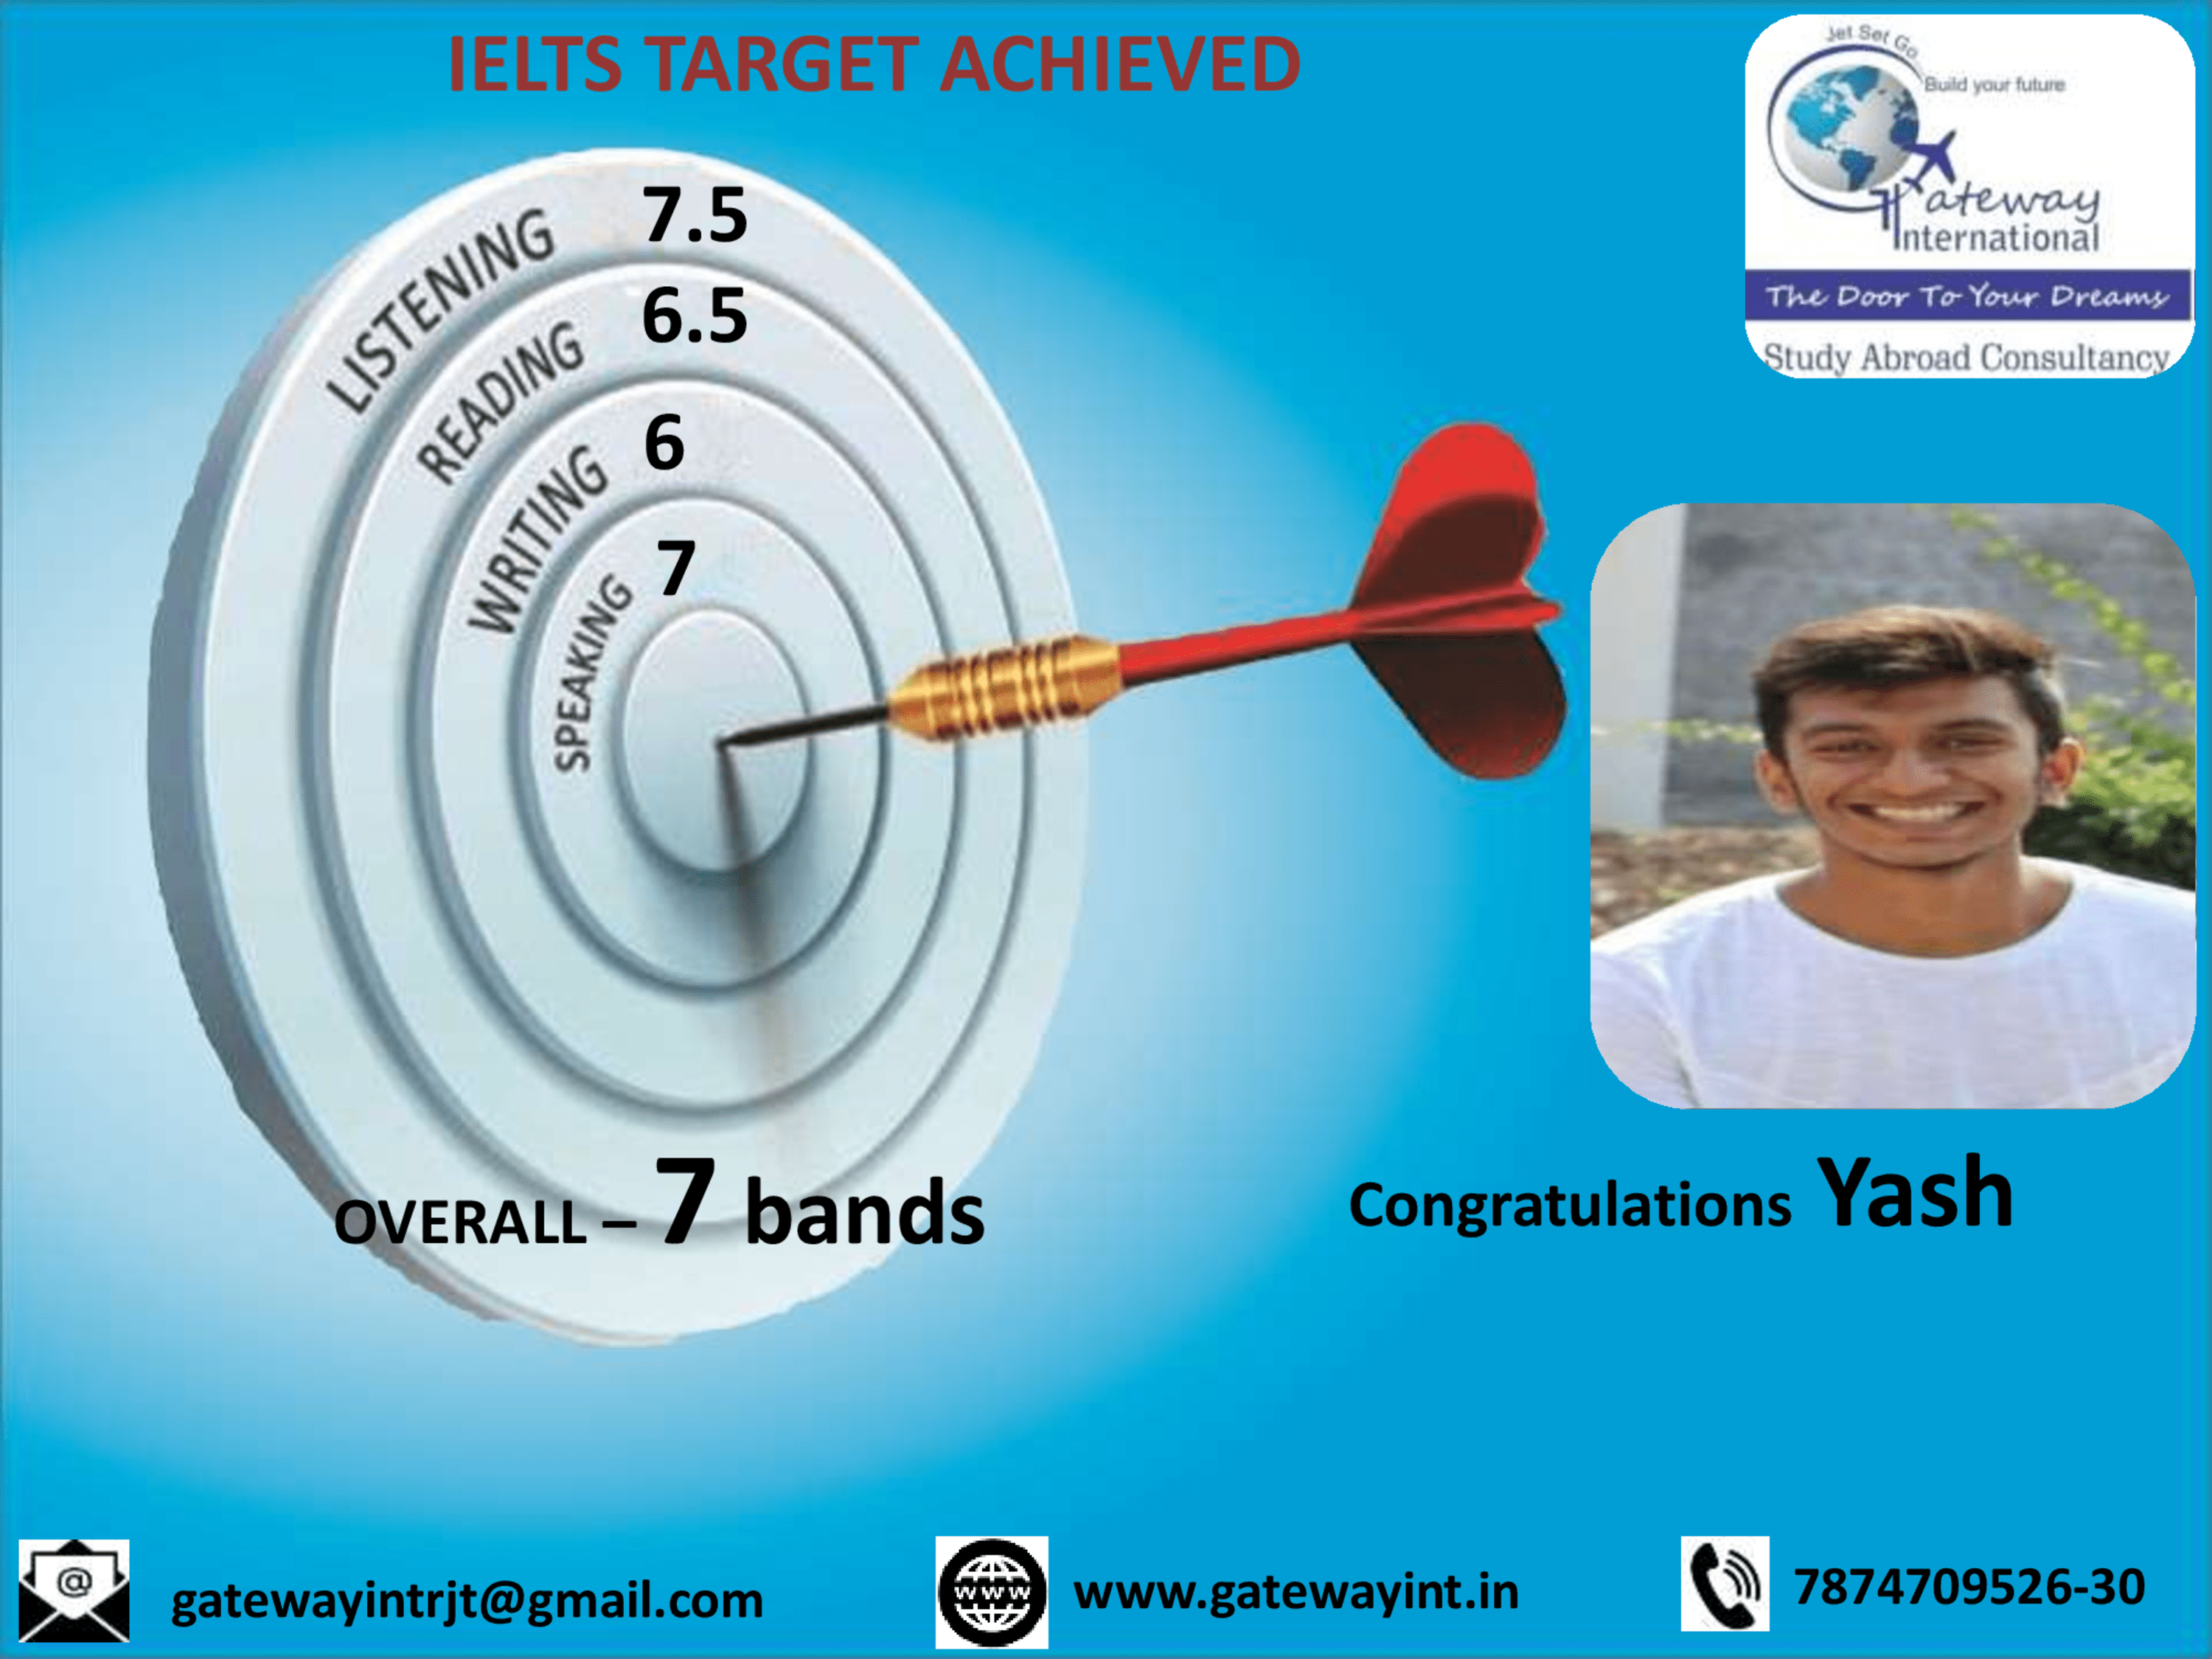 IELTS TARGET ACHIEVED
Jet Set Go
Build your future
Gateway
International
The Door To Your Dreams
Study Abroad Consultancy
LISTENING 7.5
READING 6.5
WRITING 6
SPEAKING 7
OVERALL – 7 bands
Congratulations Yash
@ gatewayintrjt@gmail.com
www www.gatewayint.in
7874709526-30